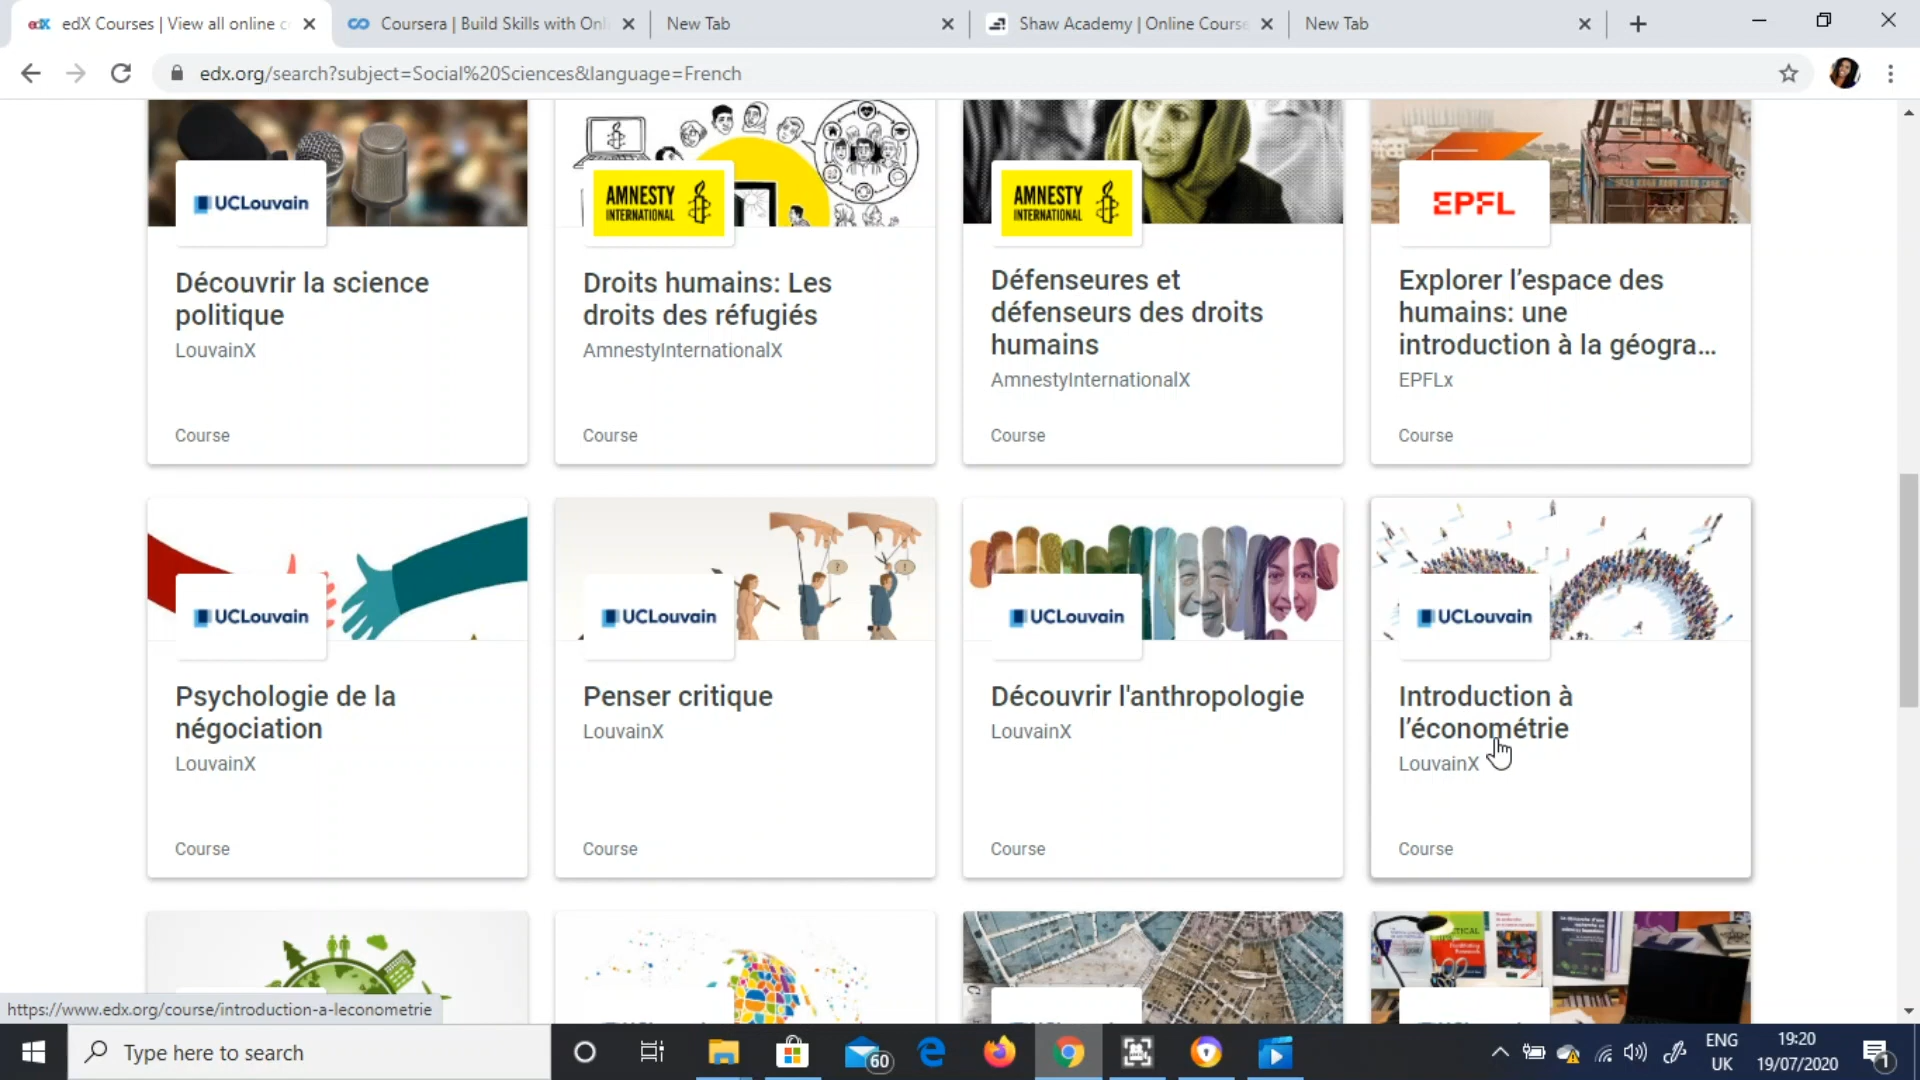 edX Courses | View all online c
Coursera | Build Skills with Onl
New Tab
Shaw Academy | Online Course
New Tab
edx.org/search?subject=Social%20Sciences&language=French
UCLouvain
AMNESTY
INTERNATIONAL
AMNESTY
INTERNATIONAL
EPFL
Découvrir la science
politique
LouvainX
Course
Droits humains: Les
droits des réfugiés
AmnestyInternationalX
Course
Défenseures et
défenseurs des droits
humains
AmnestyInternationalX
Course
Explorer l’espace des
humains: une
introduction à la géogra...
EPFLx
Course
UCLouvain
Psychologie de la
négociation
LouvainX
Course
UCLouvain
Penser critique
LouvainX
Course
UCLouvain
Découvrir l'anthropologie
LouvainX
Course
UCLouvain
Introduction à
l’économétrie
LouvainX
Course
https://www.edx.org/course/introduction-a-leconometrie
Type here to search
60
ENG
UK
19:20
19/07/2020
1